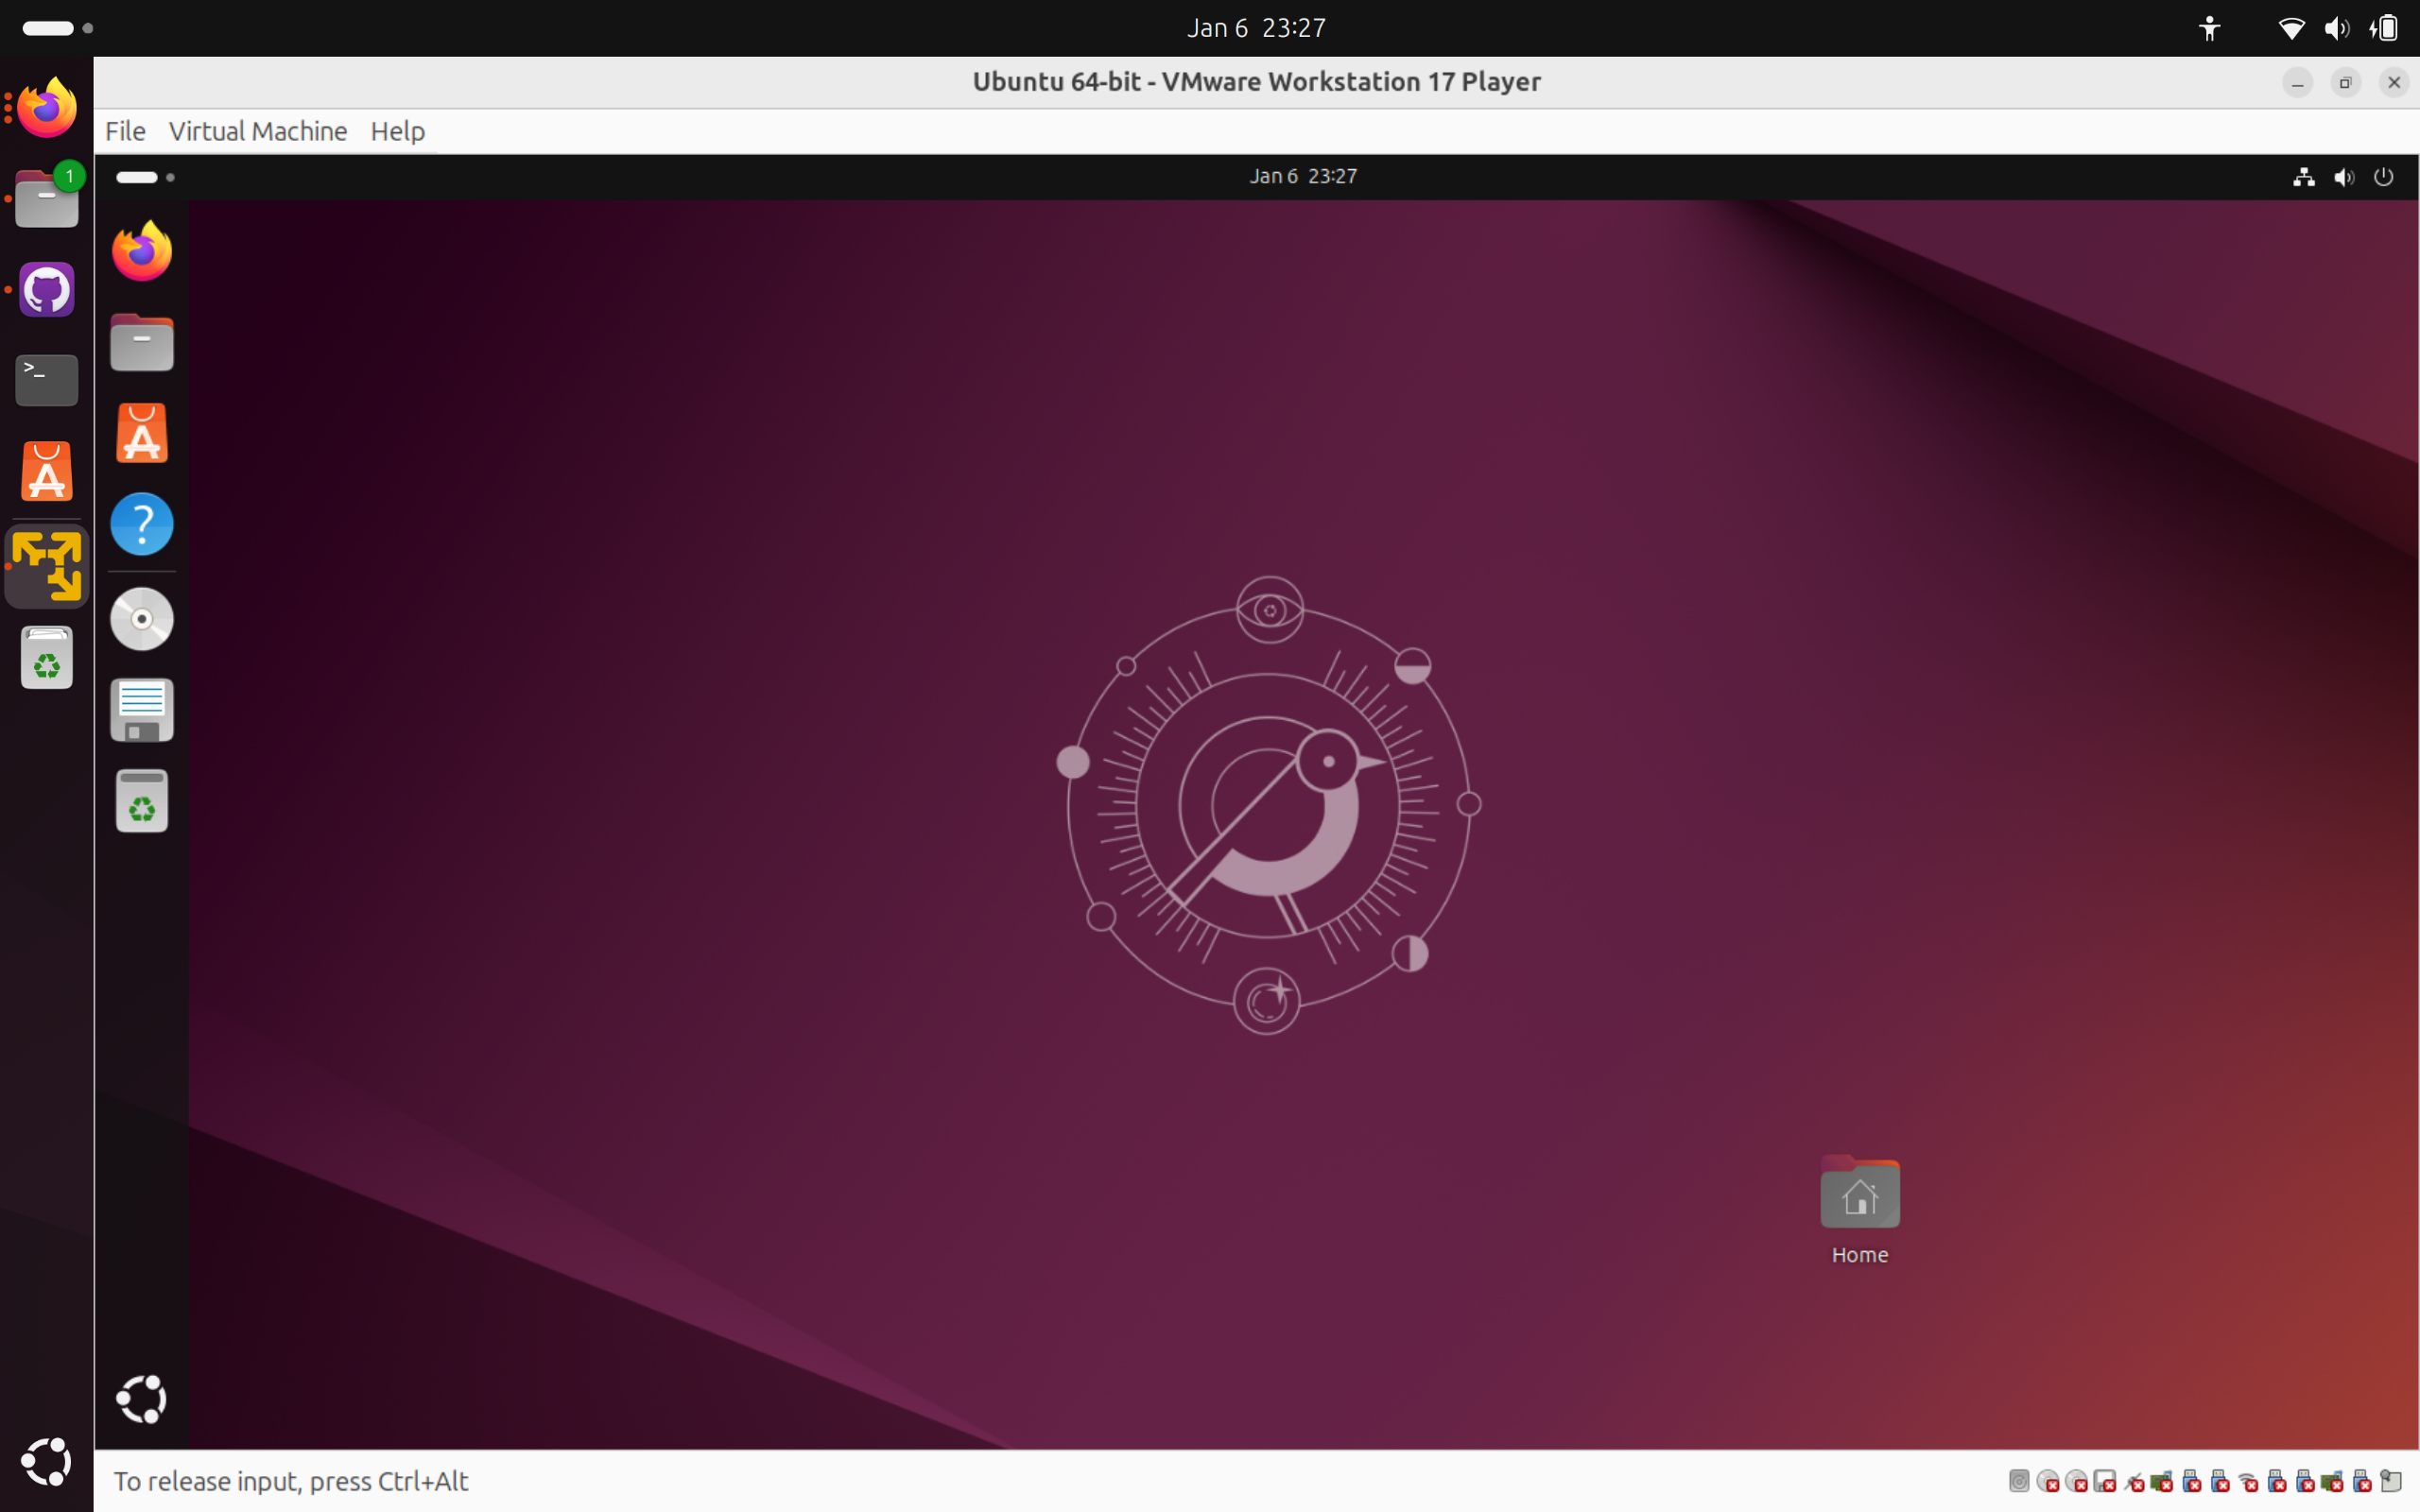 Jan 6 23:27
Ubuntu 64-bit - VMware Workstation 17 Player
File Virtual Machine Help
1
Jan 6 23:27
Home
To release input, press Ctrl+Alt